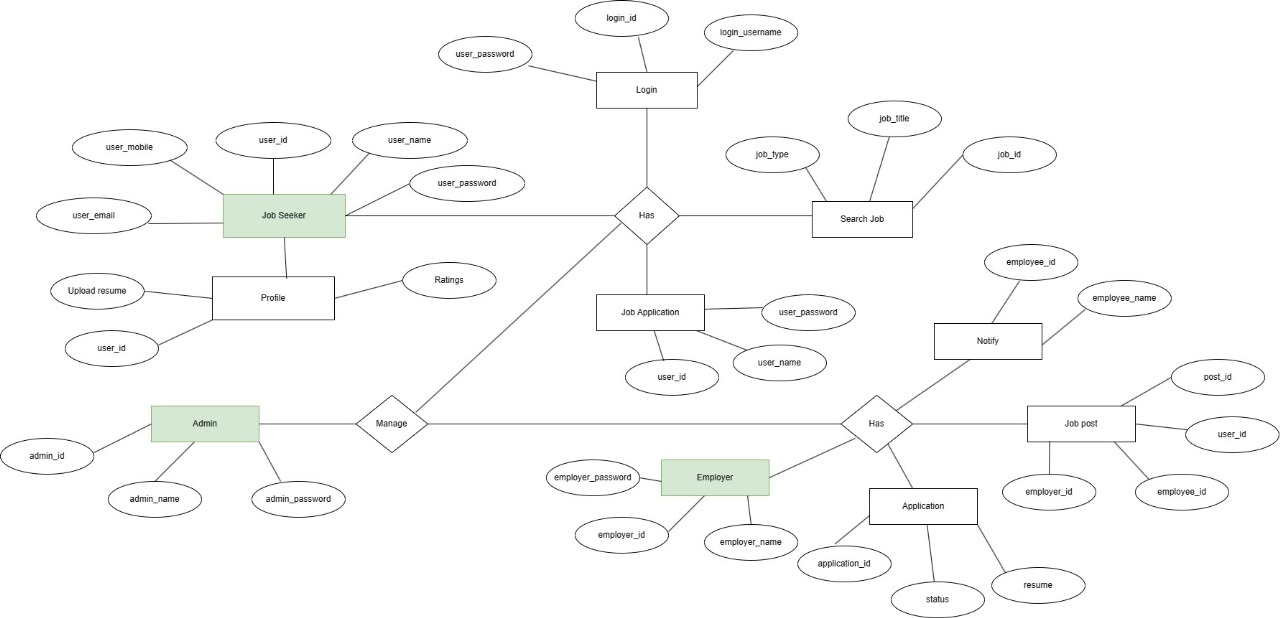 login_id
login_username
user_password
Login
job_title
user_id
user_name
user_mobile
job_type
job_id
user_password
user_email
Job Seeker
Has
Search Job
employee_id
Upload resume
Profile
Ratings
employee_name
Job Application
user_password
Notify
user_id
user_name
user_id
post_id
Admin
Manage
Has
Job post
user_id
admin_id
employer_password
Employer
admin_name
admin_password
employer_id
employee_id
Application
employer_id
employer_name
application_id
resume
status